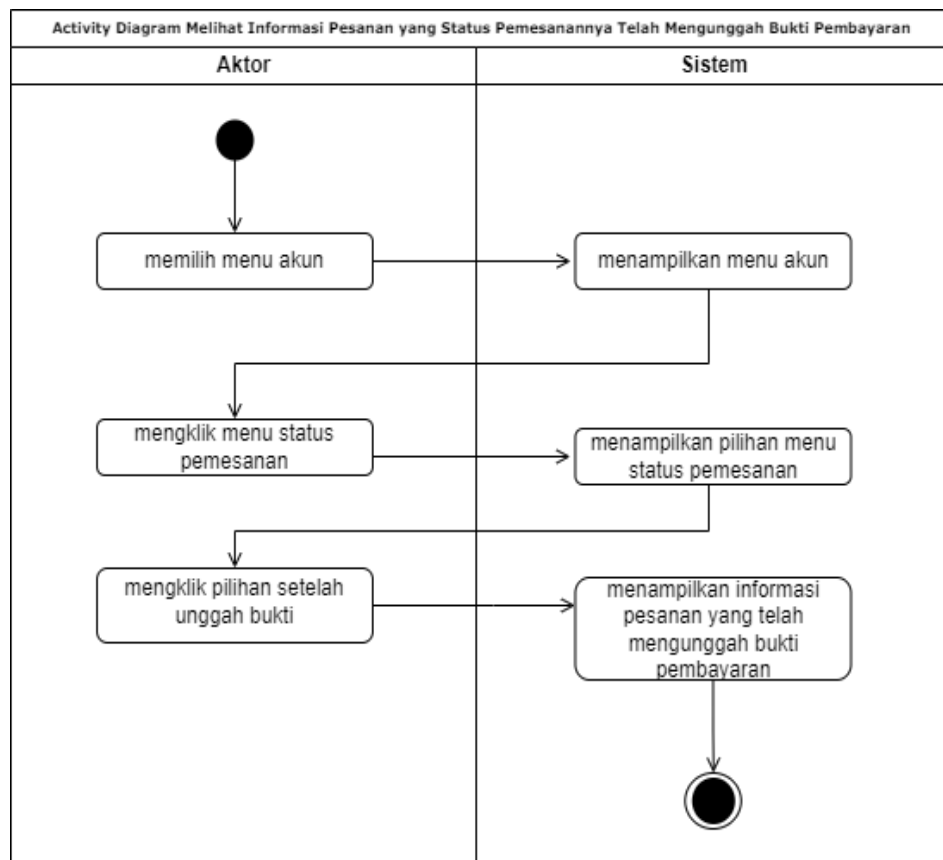 Activity Diagram Melihat Informasi Pesanan yang Status Pemesanannya Telah Mengunggah Bukti Pembayaran
Aktor
Sistem
memilih menu akun
menampilkan menu akun
mengklik menu status
pemesanan
menampilkan pilihan menu
status pemesanan
mengklik pilihan setelah
unggah bukti
menampilkan informasi
pesanan yang telah
mengunggah bukti
pembayaran